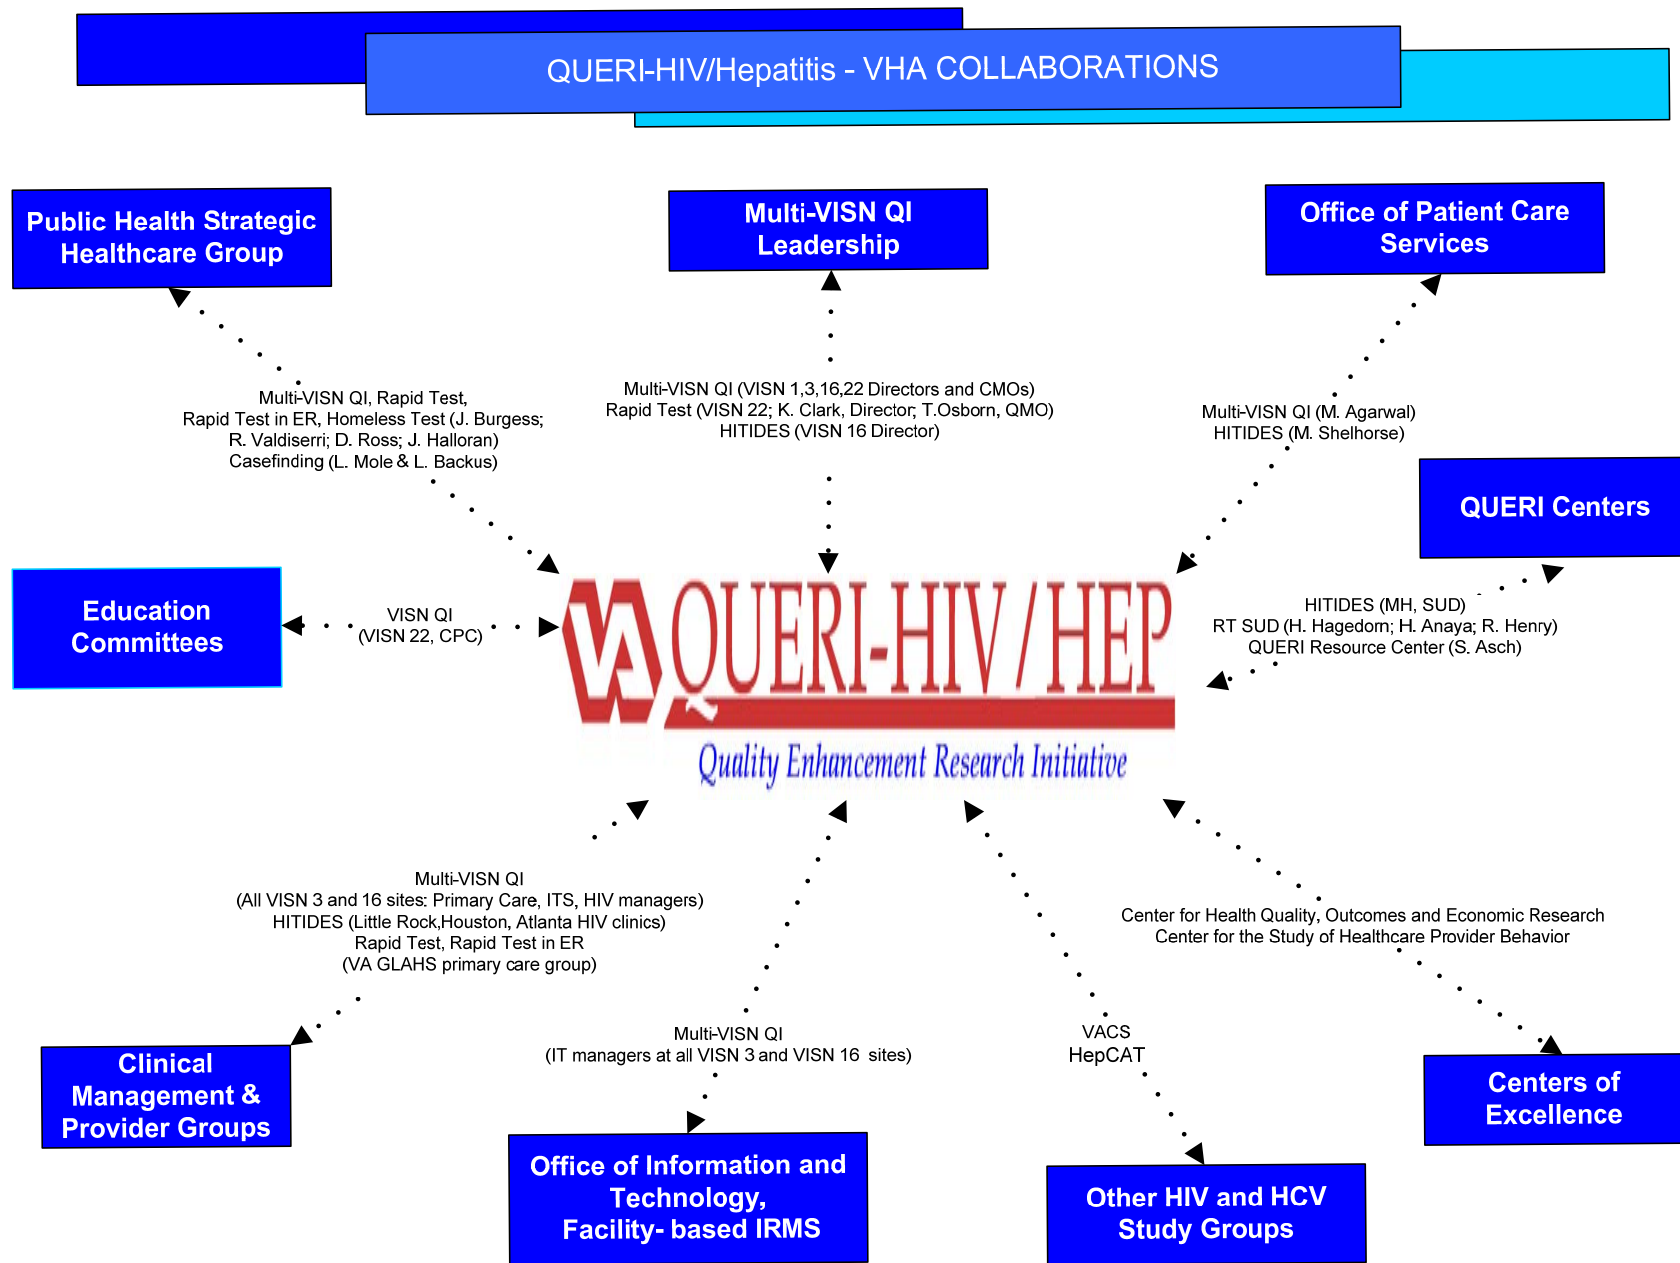 QUERI-HIV/Hepatitis - VHA COLLABORATIONS
Public Health Strategic
Healthcare Group
Multi-VISN QI
Leadership
Office of Patient Care
Services
Multi-VISN QI, Rapid Test,
Rapid Test in ER, Homeless Test (J. Burgess;
R. Valdiserri; D. Ross; J. Halloran)
Casefinding (L. Mole & L. Backus)
Multi-VISN QI (VISN 1,3,16,22 Directors and CMOs)
Rapid Test (VISN 22; K. Clark, Director; T.Osborn, QMO)
HITIDES (VISN 16 Director)
Multi-VISN QI (M. Agarwal)
HITIDES (M. Shelhorse)
QUERI Centers
Education
Committees
VISN QI
(VISN 22, CPC)
VA QUERI-HIV/HEP
Quality Enhancement Research Initiative
HITIDES (MH, SUD)
RT SUD (H. Hagedorn; H. Anaya; R. Henry)
QUERI Resource Center (S. Asch)
Multi-VISN QI
(All VISN 3 and 16 sites: Primary Care, ITS, HIV managers)
HITIDES (Little Rock,Houston, Atlanta HIV clinics)
Rapid Test, Rapid Test in ER
(VA GLAHS primary care group)
Center for Health Quality, Outcomes and Economic Research
Center for the Study of Healthcare Provider Behavior
Multi-VISN QI
(IT managers at all VISN 3 and VISN 16 sites)
VACS
HepCAT
Clinical
Management &
Provider Groups
Office of Information and
Technology,
Facility- based IRMS
Other HIV and HCV
Study Groups
Centers of
Excellence